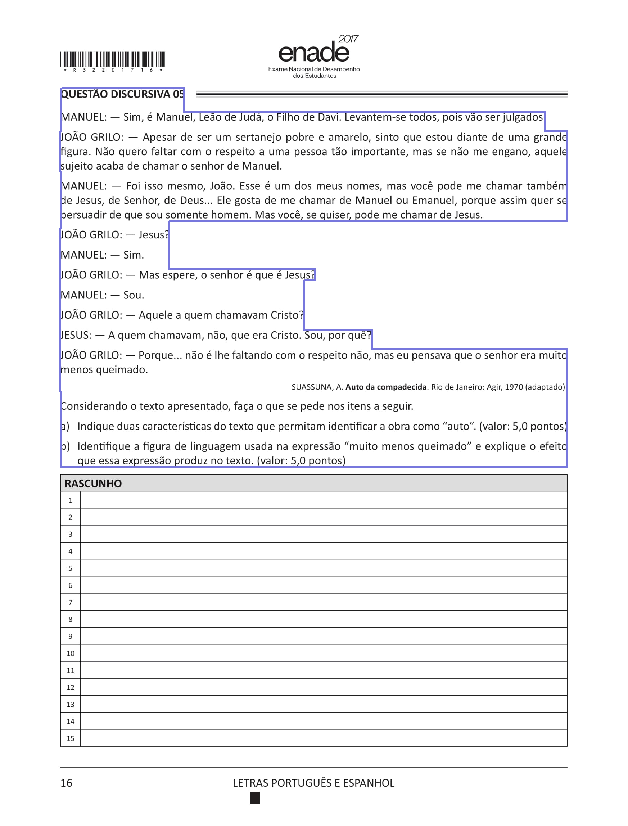 *R5220171 6*
enade 2017
Exame Nacional de Desempenho
dos Estudantes
QUESTÃO DISCURSIVA 05
MANUEL: — Sim, é Manuel, Leão de Judá, o Filho de Davi. Levantem-se todos, pois vão ser julgados.
JOÃO GRILO: — Apesar de ser um sertanejo pobre e amarelo, sinto que estou diante de uma grande
figura. Não quero faltar com o respeito a uma pessoa tão importante, mas se não me engano, aquele
sujeito acaba de chamar o senhor de Manuel.
MANUEL: — Foi isso mesmo, João. Esse é um dos meus nomes, mas você pode me chamar também
de Jesus, de Senhor, de Deus... Ele gosta de me chamar de Manuel ou Emanuel, porque assim quer se
persuadir de que sou somente homem. Mas você, se quiser, pode me chamar de Jesus.
JOÃO GRILO: — Jesus?
MANUEL: — Sim.
JOÃO GRILO: — Mas espere, o senhor é que é Jesus?
MANUEL: — Sou.
JOÃO GRILO: — Aquele a quem chamavam Cristo?
JESUS: — A quem chamavam, não, que era Cristo. Sou, por quê?
JOÃO GRILO: — Porque... não é lhe faltando com o respeito não, mas eu pensava que o senhor era muito
menos queimado.
SUASSUNA, A. Auto da compadecida. Rio de Janeiro: Agir, 1970 (adaptado).
Considerando o texto apresentado, faça o que se pede nos itens a seguir.
a) Indique duas características do texto que permitam identificar a obra como “auto”. (valor: 5,0 pontos)
b) Identifique a figura de linguagem usada na expressão “muito menos queimado” e explique o efeito
que essa expressão produz no texto. (valor: 5,0 pontos)
RASCUNHO
1
2
3
4
5
6
7
8
9
10
11
12
13
14
15
16 LETRAS PORTUGUÊS E ESPANHOL